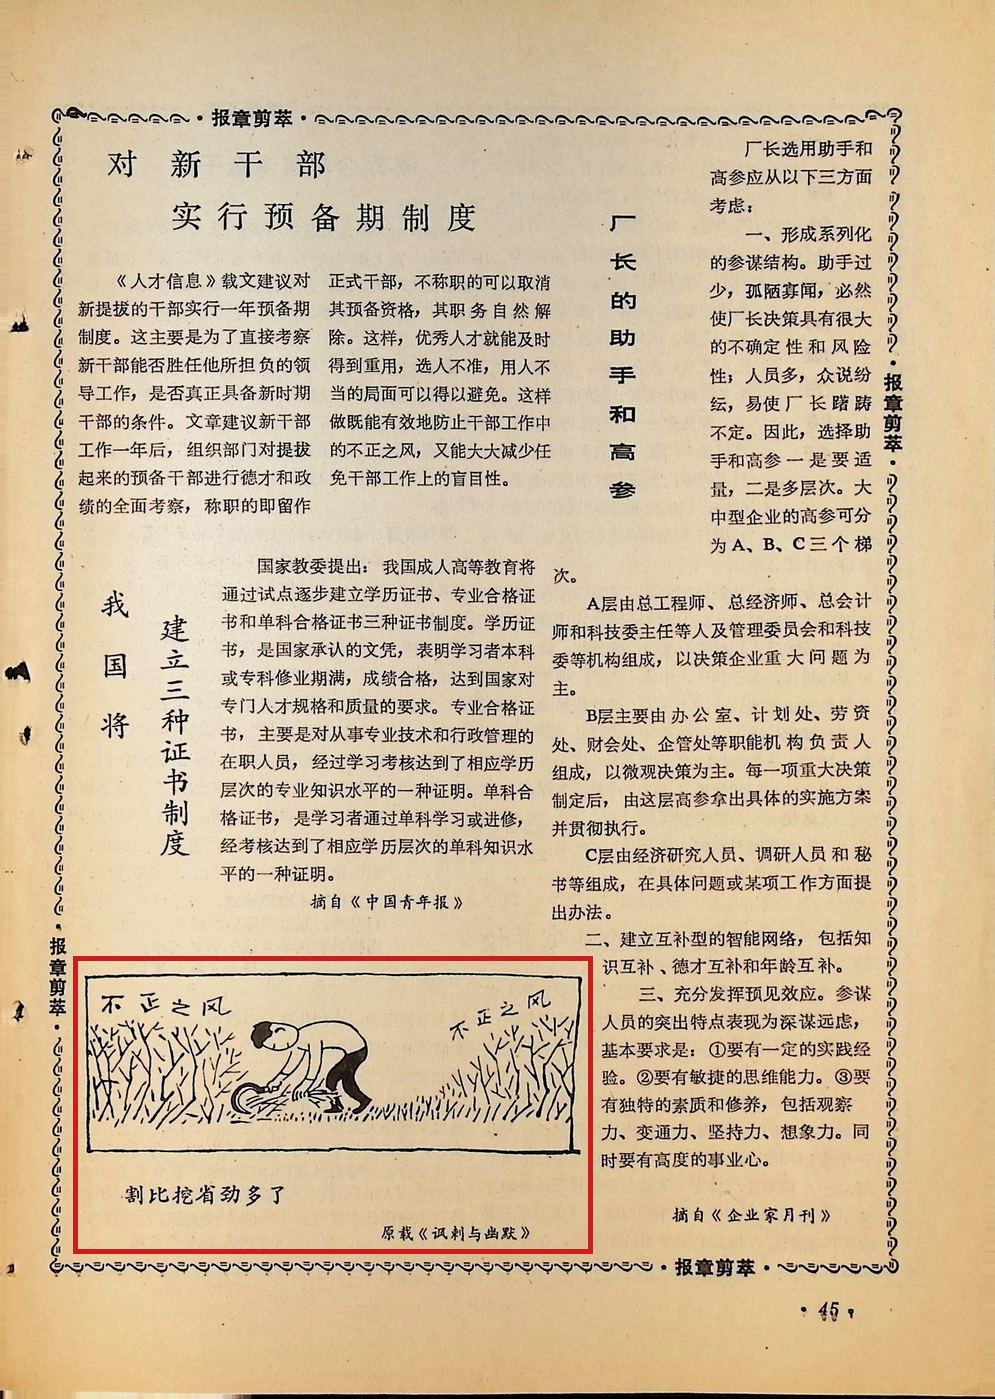 ·报章剪萃·
对新干部
实行预备期制度
《人才信息》载文建议对
新提拔的干部实行一年预备期
制度。这主要是为了直接考察
新干部能否胜任他所担负的领
导工作，是否真正具备新时期
干部的条件。文章建议新干部
工作一年后，组织部门对提拔
起来的预备干部进行德才和政
绩的全面考察，称职的即留作
正式干部，不称职的可以取消
其预备资格，其职务自然解
除。这样，优秀人才就能及时
得到重用，选人不准，用人不
当的局面可以得以避免。这样
做既能有效地防止干部工作中
的不正之风，又能大大减少任
免干部工作上的盲目性。
厂长的助手和高参
厂长选用助手和
高参应从以下三方面
考虑：
一、形成系列化
的参谋结构。助手过
少，孤陋寡闻，必然
使厂长决策具有很大
的不确定性和风险
性；人员多，众说纷
纭，易使厂长踌躇
不定。因此，选择助
手和高参一是要适
量，二是多层次。大
中型企业的高参可分
为A、B、C三个梯
次。
A层由总工程师、总经济师、总会计
师和科技委主任等人及管理委员会和科技
委等机构组成，以决策企业重大问题为
主。
B层主要由办公室、计划处、劳资
处、财会处、企管处等职能机构负责人
组成，以微观决策为主。每一项重大决策
制定后，由这层高参拿出具体的实施方案
并贯彻执行。
C层由经济研究人员、调研人员和秘
书等组成，在具体问题或某项工作方面提
出办法。
二、建立互补型的智能网络，包括知
识互补、德才互补和年龄互补。
三、充分发挥预见效应。参谋
人员的突出特点表现为深谋远虑，
基本要求是：①要有一定的实践经
验。②要有敏捷的思维能力。③要
有独特的素质和修养，包括观察
力、变通力、坚持力、想象力。同
时要有高度的事业心。
摘自《企业家月刊》
我国将
建立三种证书制度
国家教委提出：我国成人高等教育将
通过试点逐步建立学历证书、专业合格证
书和单科合格证书三种证书制度。学历证
书，是国家承认的文凭，表明学习者本科
或专科修业期满，成绩合格，达到国家对
专门人才规格和质量的要求。专业合格证
书，主要是对从事专业技术和行政管理的
在职人员，经过学习考核达到了相应学历
层次的专业知识水平的一种证明。单科合
格证书，是学习者通过单科学习或进修，
经考核达到了相应学历层次的单科知识水
平的一种证明。
摘自《中国青年报》
不正之风
不正之风
割比挖省劲多了
原载《讽刺与幽默》
·报章剪萃·
·报章剪萃·
·报章剪萃·
·45·